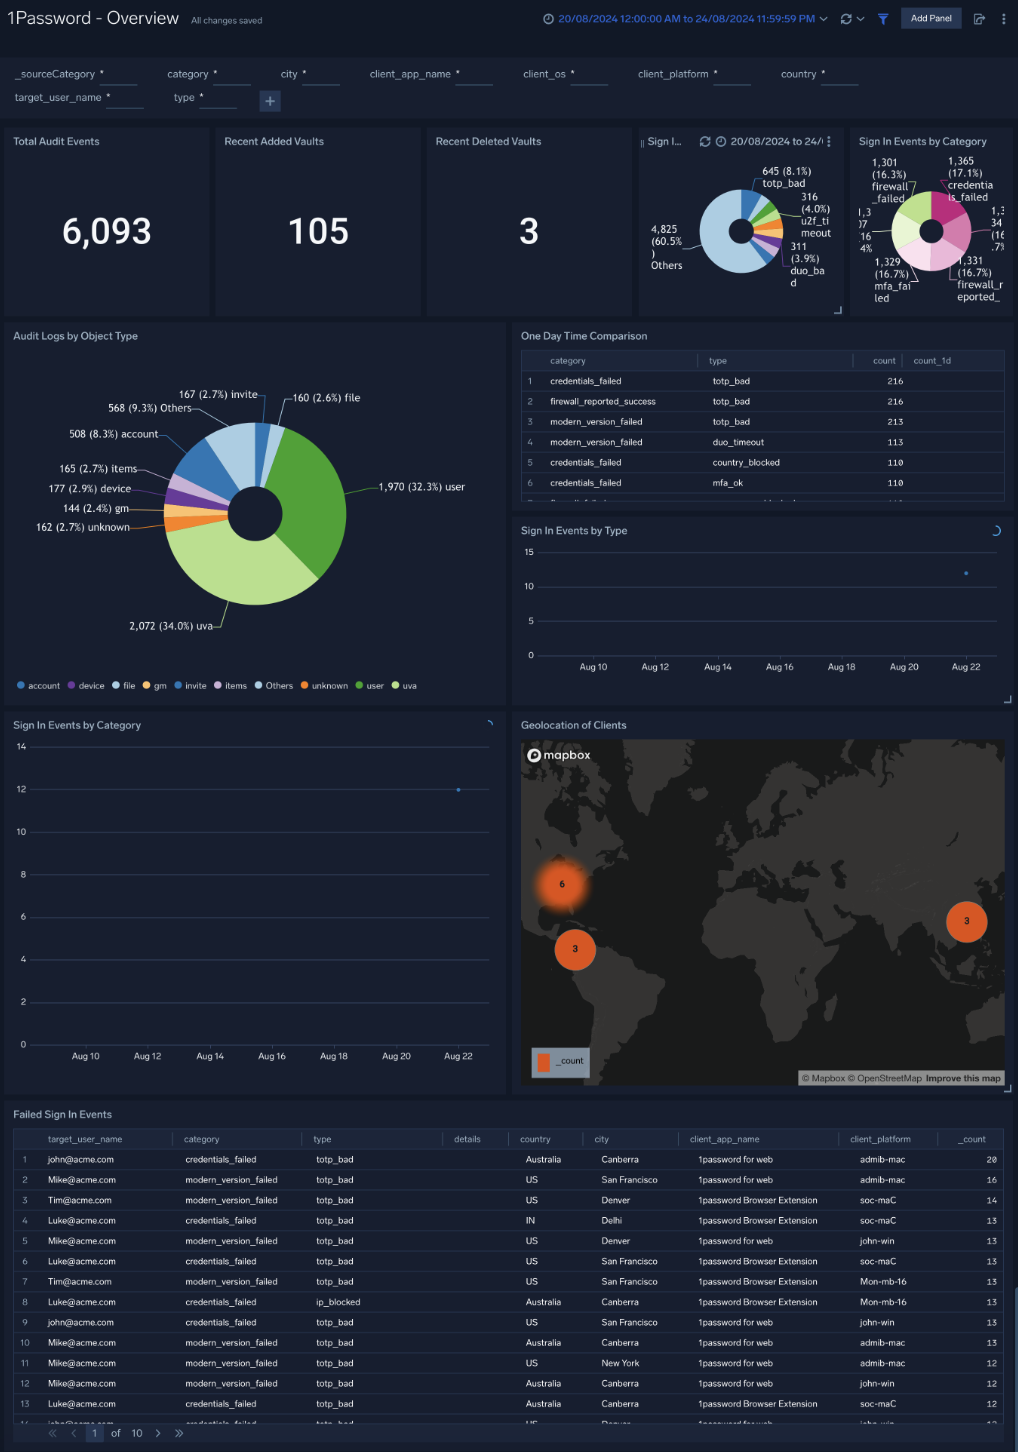 1Password - Overview
All changes saved
20/08/2024 12:00:00 AM to 24/08/2024 11:59:59 PM
Add Panel
_sourceCategory * category * city * client_app_name * client_os * client_platform * country *
target_user_name * type *
Total Audit Events
6,093
Recent Added Vaults
105
Recent Deleted Vaults
3
Sign I... 20/08/2024 to 24/
645 (8.1%)
totp_bad
316
(4.0%)
u2f_ti
meout
311
(3.9%)
duo_ba
d
4,825
(60.5%
)
Others
Sign In Events by Category
1,301
(16.3%)
firewall
_failed
1,365
(17.1%)
credentia
ls_failed
1,3
34
(16
.7%
1,331
(16.7%)
firewall_r
eported_
1,329
(16.7%)
mfa_fai
led
1,3
07
16
4%
Audit Logs by Object Type
167 (2.7%) invite
160 (2.6%) file
568 (9.3%) Others
508 (8.3%) account
165 (2.7%) items
177 (2.9%) device
144 (2.4%) gm
162 (2.7%) unknown
1,970 (32.3%) user
2,072 (34.0%) uva
account device file gm invite items Others unknown user uva
One Day Time Comparison
category type count count_1d
1 credentials_failed totp_bad 216
2 firewall_reported_success totp_bad 216
3 modern_version_failed totp_bad 213
4 modern_version_failed duo_timeout 113
5 credentials_failed country_blocked 110
6 credentials_failed mfa_ok 110
Sign In Events by Type
15
10
5
0
Aug 10 Aug 12 Aug 14 Aug 16 Aug 18 Aug 20 Aug 22
Sign In Events by Category
14
12
10
8
6
4
2
0
Aug 10 Aug 12 Aug 14 Aug 16 Aug 18 Aug 20 Aug 22
Geolocation of Clients
mapbox
6
3
3
_count
© Mapbox © OpenStreetMap Improve this map
Failed Sign In Events
target_user_name category type details country city client_app_name client_platform _count
1 john@acme.com credentials_failed totp_bad Australia Canberra 1password for web admib-mac 20
2 Mike@acme.com modern_version_failed totp_bad US San Francisco 1password for web admib-mac 16
3 Tim@acme.com modern_version_failed totp_bad US Denver 1password Browser Extension soc-maC 14
4 Luke@acme.com credentials_failed totp_bad IN Delhi 1password Browser Extension soc-maC 13
5 Mike@acme.com modern_version_failed totp_bad US Denver 1password for web john-win 13
6 Luke@acme.com credentials_failed totp_bad US San Francisco 1password Browser Extension soc-maC 13
7 Tim@acme.com modern_version_failed totp_bad US San Francisco 1password Browser Extension Mon-mb-16 13
8 Luke@acme.com credentials_failed ip_blocked Australia Canberra 1password Browser Extension Mon-mb-16 13
9 john@acme.com credentials_failed totp_bad US San Francisco 1password for web john-win 13
10 Mike@acme.com modern_version_failed totp_bad Australia Canberra 1password for web admib-mac 13
11 Mike@acme.com modern_version_failed totp_bad US New York 1password for web admib-mac 12
12 Mike@acme.com modern_version_failed totp_bad Australia Canberra 1password for web john-win 12
13 Luke@acme.com credentials_failed totp_bad Australia Canberra 1password Browser Extension soc-maC 12
1 of 10